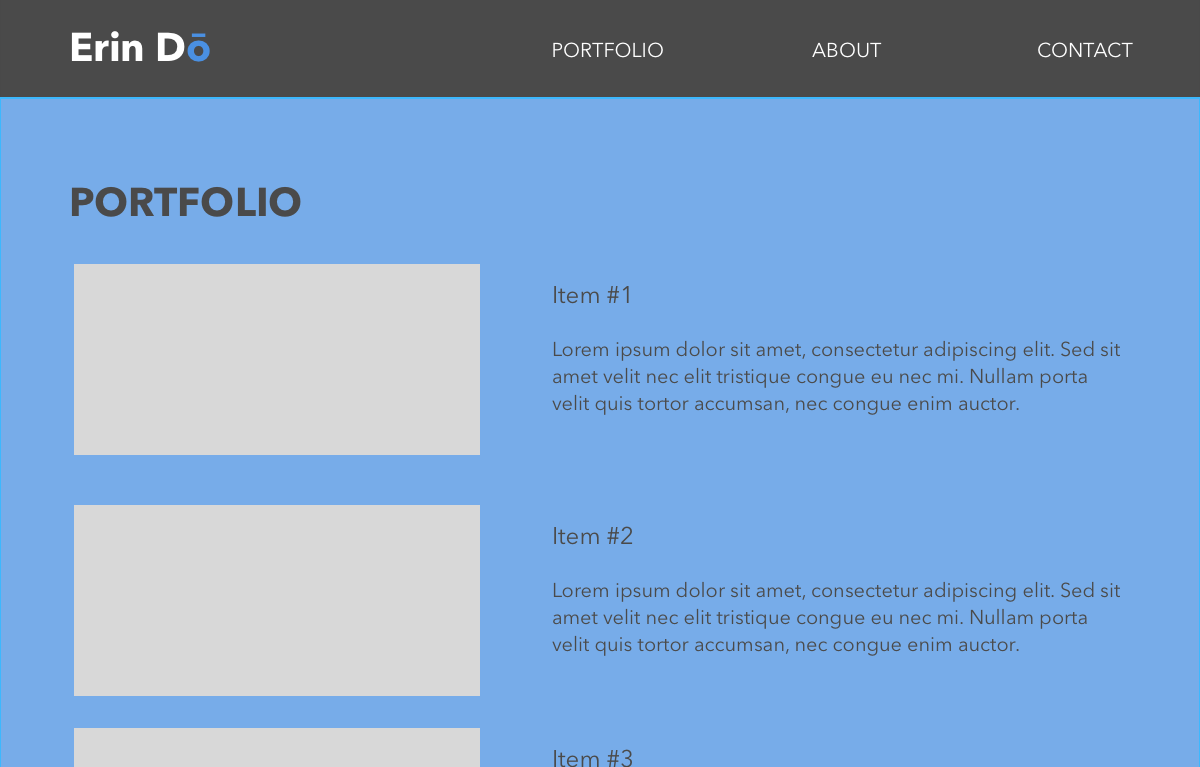 Erin Dō
PORTFOLIO ABOUT CONTACT
PORTFOLIO
Item #1
Lorem ipsum dolor sit amet, consectetur adipiscing elit. Sed sit
amet velit nec elit tristique congue eu nec mi. Nullam porta
velit quis tortor accumsan, nec congue enim auctor.
Item #2
Lorem ipsum dolor sit amet, consectetur adipiscing elit. Sed sit
amet velit nec elit tristique congue eu nec mi. Nullam porta
velit quis tortor accumsan, nec congue enim auctor.
Item #3